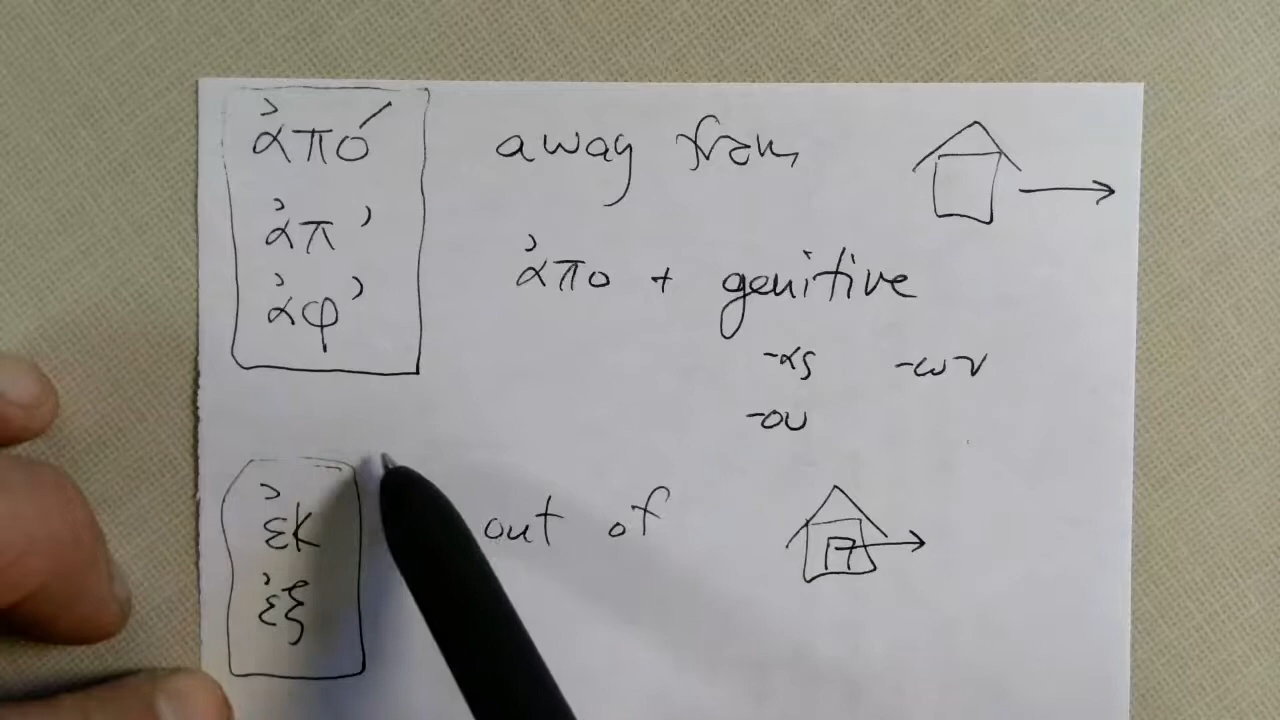 ἀπό away from
ἀπ’
ἀπο + genitive
ἀφ’
-ας -ων
-ου
ἐκ out of
ἐξ